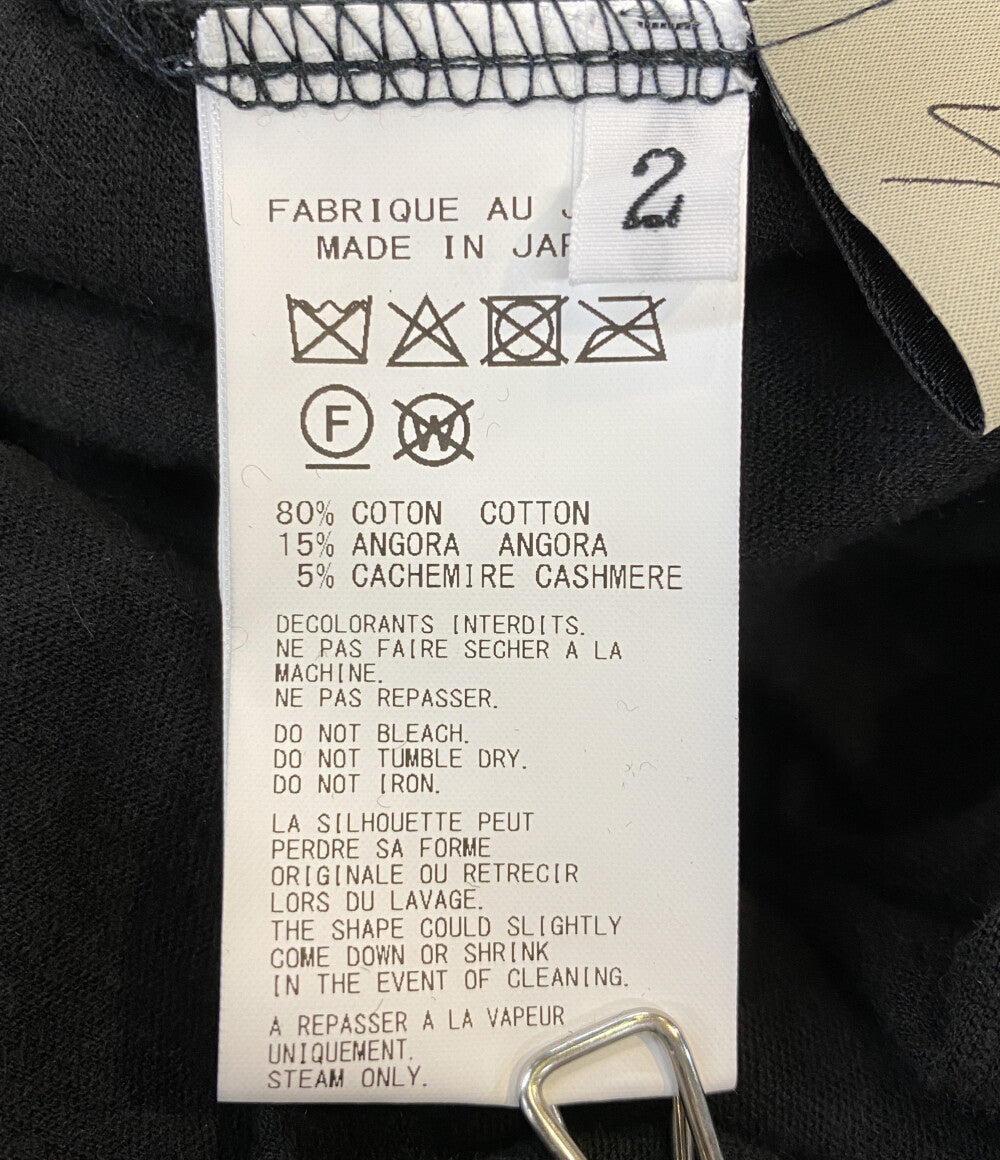 2
FABRIQUE AU
MADE IN
F W
80% COTON COTTON
15% ANGORA ANGORA
5% CACHEMIRE CASHMERE
DECOLORANTS INTERDITS.
NE PAS FAIRE SECHER A LA
MACHINE.
NE PAS REPASSER.
DO NOT BLEACH.
DO NOT TUMBLE DRY.
DO NOT IRON.
LA SILHOUETTE PEUT
PERDRE SA FORME
ORIGINALE OU RETRECIR
LORS DU LAVAGE.
THE SHAPE COULD SLIGHTLY
COME DOWN OR SHRINK
IN THE EVENT OF CLEANING.
A REPASSER A LA VAPEUR
UNIQUEMENT.
STEAM ONLY.